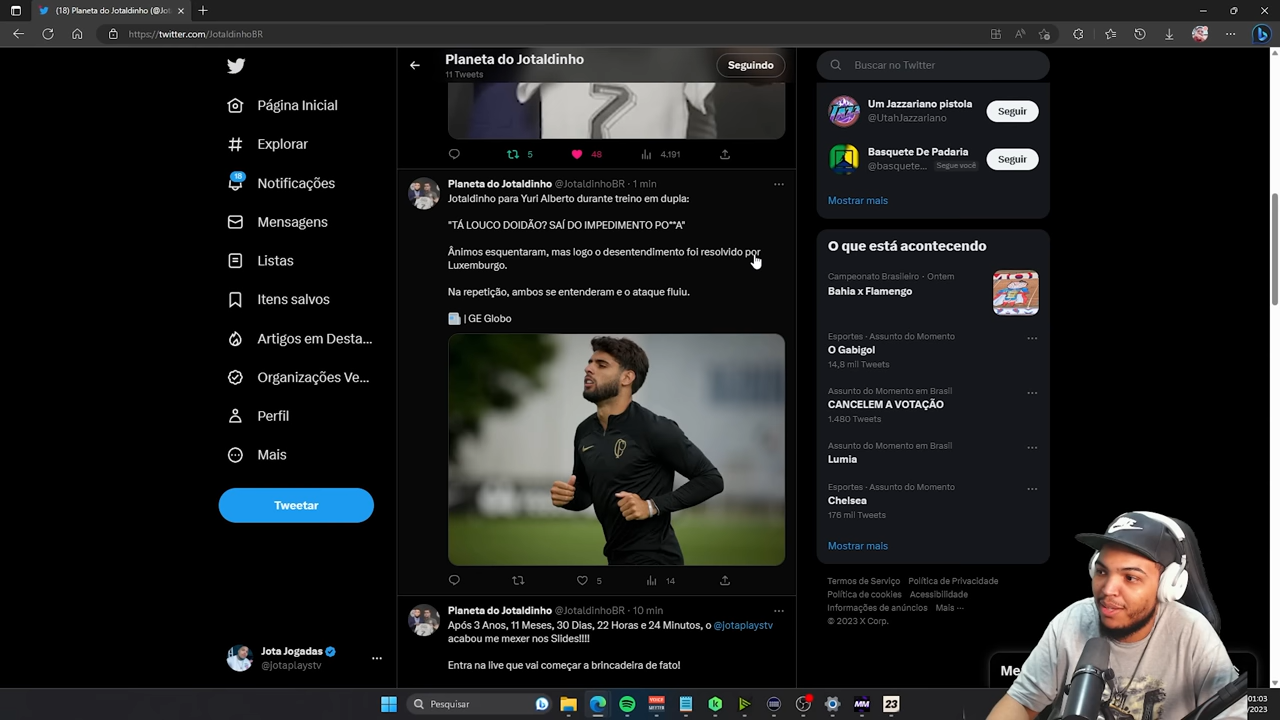 (18) Planeta do Jotaldinho (@Jot
https://twitter.com/JotaldinhoBR
Página Inicial
Explorar
18
Notificações
Mensagens
Listas
Itens salvos
Artigos em Desta...
Organizações Ve...
Perfil
Mais
Tweetar
Jota Jogadas
@jotaplaystv
Planeta do Jotaldinho
11 Tweets
Seguindo
5
48
4.191
Planeta do Jotaldinho @JotaldinhoBR · 1 min
Jotaldinho para Yuri Alberto durante treino em dupla:
"TÁ LOUCO DOIDÃO? SAÍ DO IMPEDIMENTO PO**A"
Ânimos esquentaram, mas logo o desentendimento foi resolvido por
Luxemburgo.
Na repetição, ambos se entenderam e o ataque fluiu.
| GE Globo
5
14
Planeta do Jotaldinho @JotaldinhoBR · 10 min
Após 3 Anos, 11 Meses, 30 Dias, 22 Horas e 24 Minutos, o @jotaplaystv
acabou me mexer nos Slides!!!!
Entra na live que vai começar a brincadeira de fato!
Buscar no Twitter
Um Jazzariano pistola
@UtahJazzariano
Seguir
Basquete De Padaria
@basquete... Segue você
Seguir
Mostrar mais
O que está acontecendo
Campeonato Brasileiro · Ontem
Bahia x Flamengo
Esportes · Assunto do Momento
O Gabigol
14,8 mil Tweets
Assunto do Momento em Brasil
CANCELEM A VOTAÇÃO
1.480 Tweets
Assunto do Momento em Brasil
Lumia
Esportes · Assunto do Momento
Chelsea
176 mil Tweets
Mostrar mais
Termos de Serviço Política de Privacidade
Política de cookies Acessibilidade
Informações de anúncios Mais ···
© 2023 X Corp.
Me
Pesquisar
23
01:03
/2023